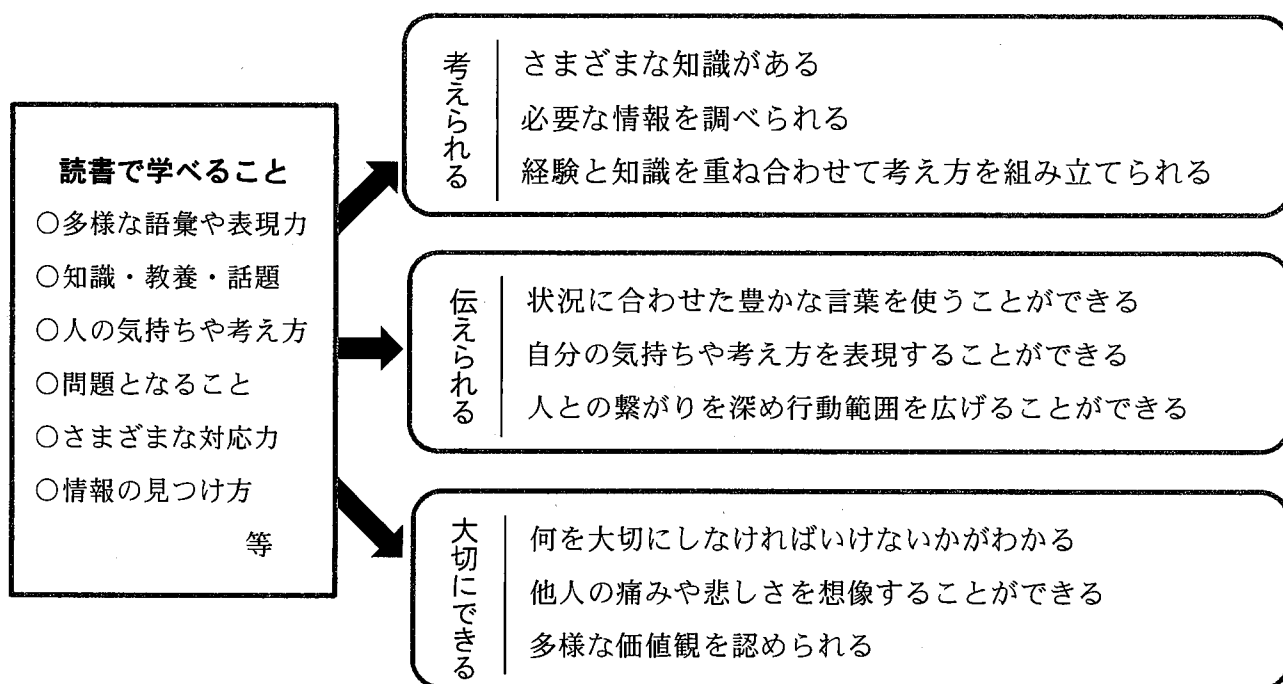 読書で学べること
○多様な語彙や表現力
○知識・教養・話題
○人の気持ちや考え方
○問題となること
○さまざまな対応力
○情報の見つけ方
等
考えられる
さまざまな知識がある
必要な情報を調べられる
経験と知識を重ね合わせて考え方を組み立てられる
伝えられる
状況に合わせた豊かな言葉を使うことができる
自分の気持ちや考え方を表現することができる
人との繋がりを深め行動範囲を広げることができる
大切にできる
何を大切にしなければいけないかがわかる
他人の痛みや悲しさを想像することができる
多様な価値観を認められる